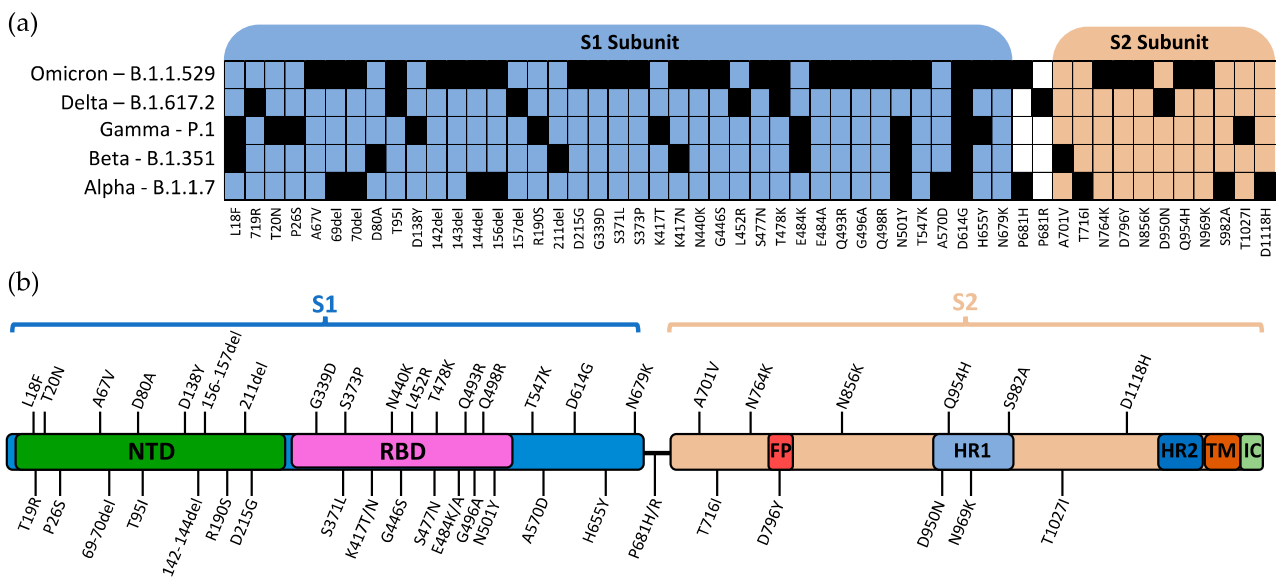 (a)
S1 Subunit
S2 Subunit
Omicron – B.1.1.529
Delta – B.1.617.2
Gamma - P.1
Beta - B.1.351
Alpha - B.1.1.7
L18F
719R
T20N
P26S
A67V
69del
70del
D80A
T95I
D138Y
142del
143del
144del
156del
157del
R190S
211del
D215G
G339D
S371L
S373P
K417T
K417N
N440K
G446S
L452R
S477N
T478K
E484K
E484A
Q493R
G496A
Q498R
N501Y
T547K
A570D
D614G
H655Y
N679K
P681H
P681R
A701V
T716I
N764K
D796Y
N856K
D950N
Q954H
N969K
S982A
T1027I
D1118H
(b)
S1
S2
L18F
T20N
A67V
D80A
D138Y
156-157del
211del
G339D
S373P
N440K
L452R
T478K
Q493R
Q498R
T547K
D614G
N679K
A701V
N764K
N856K
Q954H
S982A
D1118H
NTD
RBD
FP
HR1
HR2
TM
IC
T19R
P26S
69-70del
T95I
142-144del
R190S
D215G
S371L
K417T/N
G446S
S477N
E484K/A
G496A
N501Y
A570D
H655Y
P681H/R
T716I
D796Y
D950N
N969K
T1027I